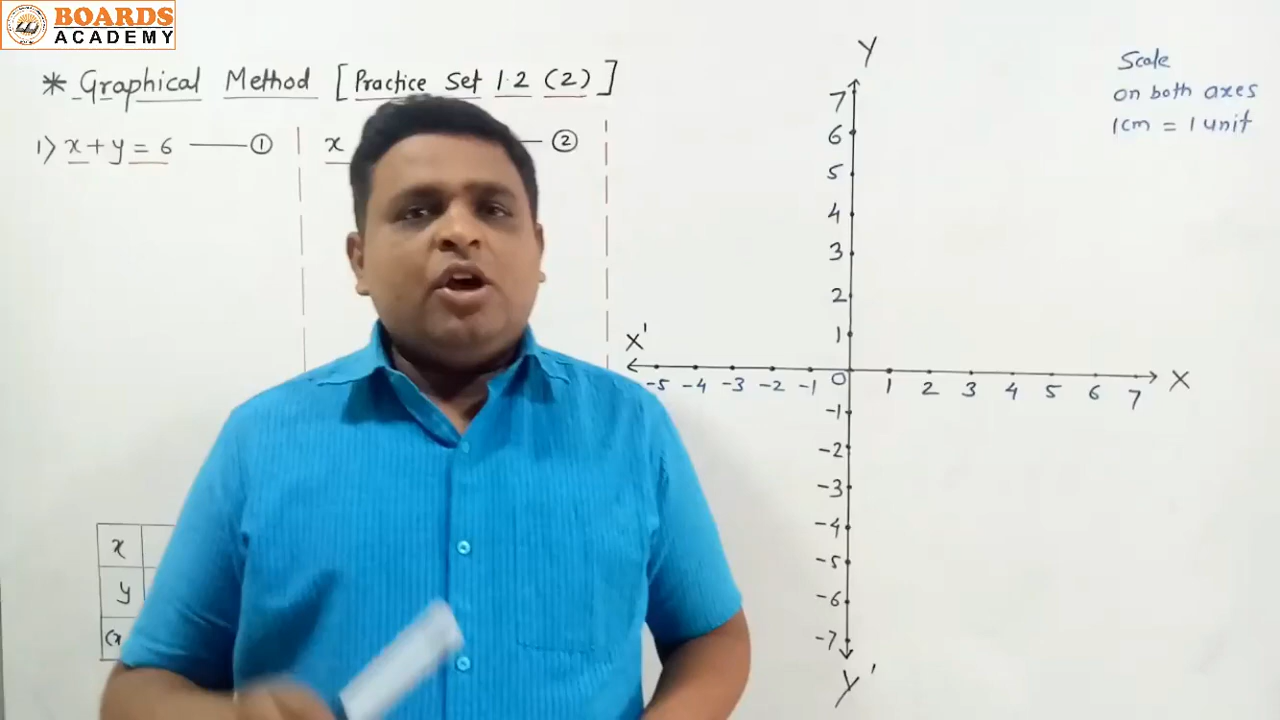 BOARDS
ACADEMY
* Graphical Method [Practice Set 1.2 (2)]
1) x + y = 6 —— ① 
x —— ②
Scale
on both axes
1cm = 1 unit
Y
7
6
5
4
3
2
1
X'
-5 -4 -3 -2 -1 0 1 2 3 4 5 6 7
X
-1
-2
-3
-4
-5
-6
-7
Y'
x
y
(x